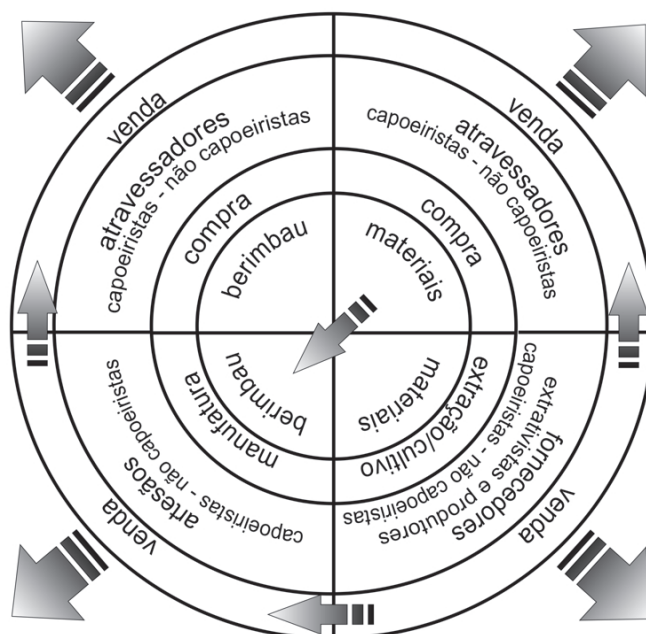 venda
atravessadores
capoeiristas - não capoeiristas
compra
berimbau
venda
atravessadores
capoeiristas - não capoeiristas
compra
materiais
berimbau
manufatura
capoeiristas - não capoeiristas
artesãos
venda
materiais
extração/cultivo
capoeiristas - não capoeiristas
extrativistas e produtores
fornecedores
venda